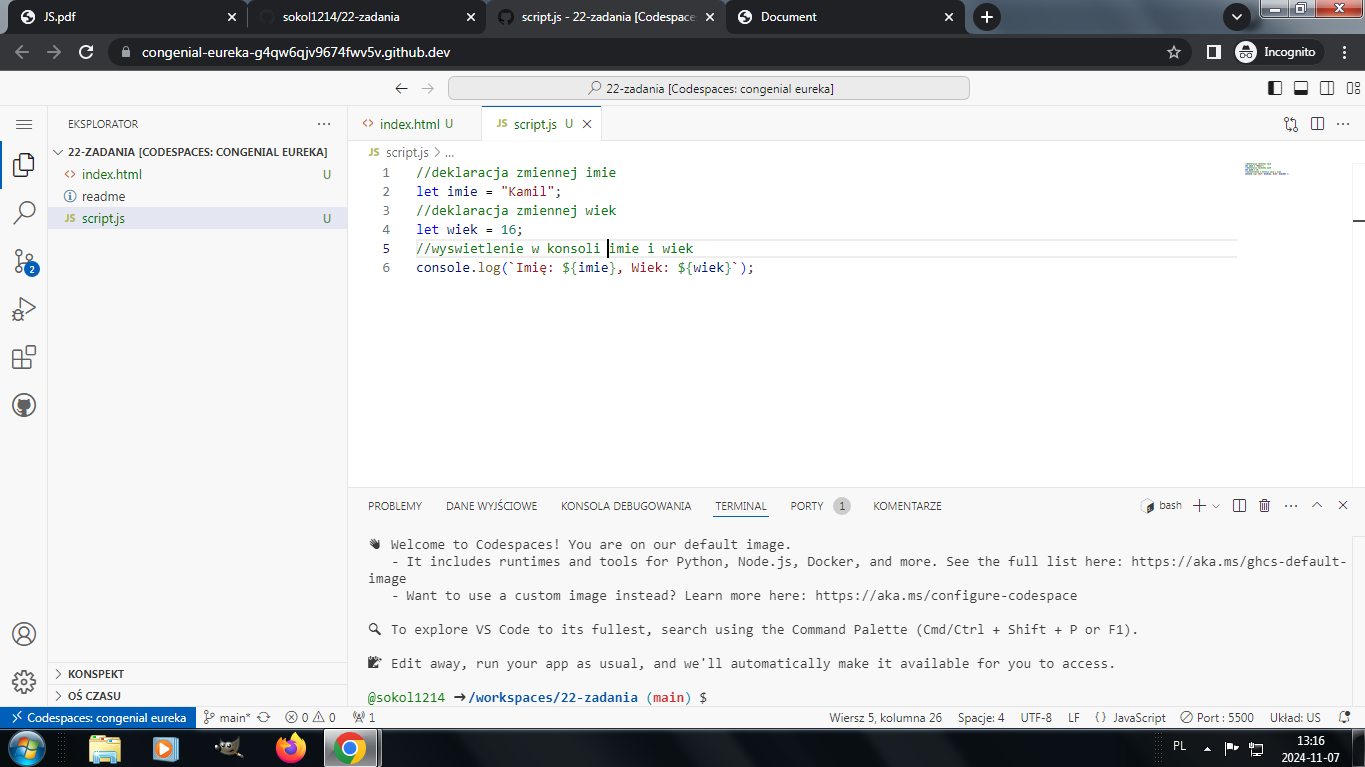 JS.pdf
sokol1214/22-zadania
script.js - 22-zadania [Codespaces
Document
congenial-eureka-g4qw6qjv9674fwv5v.github.dev
Incognito
22-zadania [Codespaces: congenial eureka]
EKSPLORATOR
22-ZADANIA [CODESPACES: CONGENIAL EUREKA]
index.html U
readme
script.js U
KONSPEKT
OŚ CZASU
index.html U
JS script.js U
JS script.js > ...
1 //deklaracja zmiennej imie
2 let imie = "Kamil";
3 //deklaracja zmiennej wiek
4 let wiek = 16;
5 //wyswietlenie w konsoli imie i wiek
6 console.log(`Imię: ${imie}, Wiek: ${wiek}`);
2
PROBLEMY DANE WYJŚCIOWE KONSOLA DEBUGOWANIA TERMINAL PORTY 1 KOMENTARZE
bash
Welcome to Codespaces! You are on our default image.
- It includes runtimes and tools for Python, Node.js, Docker, and more. See the full list here: https://aka.ms/ghcs-default-
image
- Want to use a custom image instead? Learn more here: https://aka.ms/configure-codespace
To explore VS Code to its fullest, search using the Command Palette (Cmd/Ctrl + Shift + P or F1).
Edit away, run your app as usual, and we'll automatically make it available for you to access.
@sokol1214 ➜/workspaces/22-zadania (main) $
Codespaces: congenial eureka main* 0 0 1 Wiersz 5, kolumna 26 Spacje: 4 UTF-8 LF {} JavaScript Port : 5500 Układ: US
PL
13:16
2024-11-07